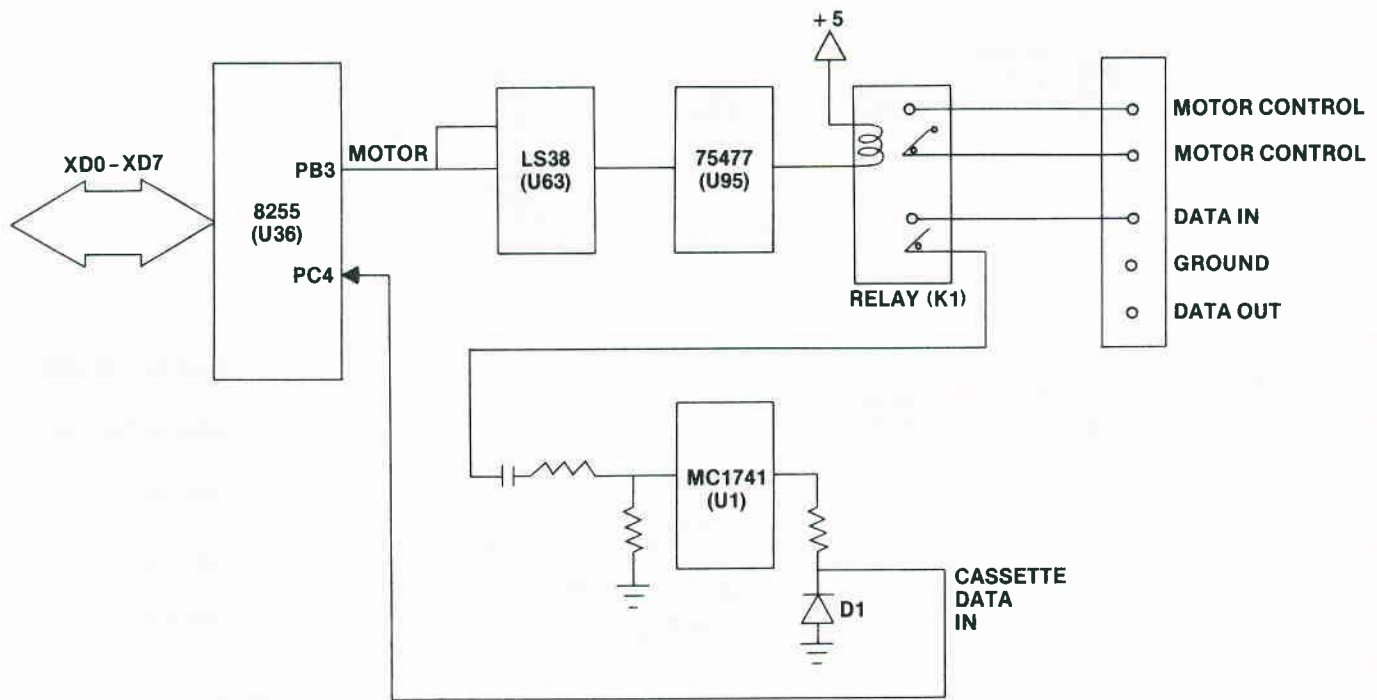 +5
MOTOR CONTROL
MOTOR CONTROL
XD0-XD7
PB3
MOTOR
LS38
(U63)
75477
(U95)
8255
(U36)
DATA IN
PC4
GROUND
RELAY (K1)
DATA OUT
MC1741
(U1)
D1
CASSETTE
DATA
IN